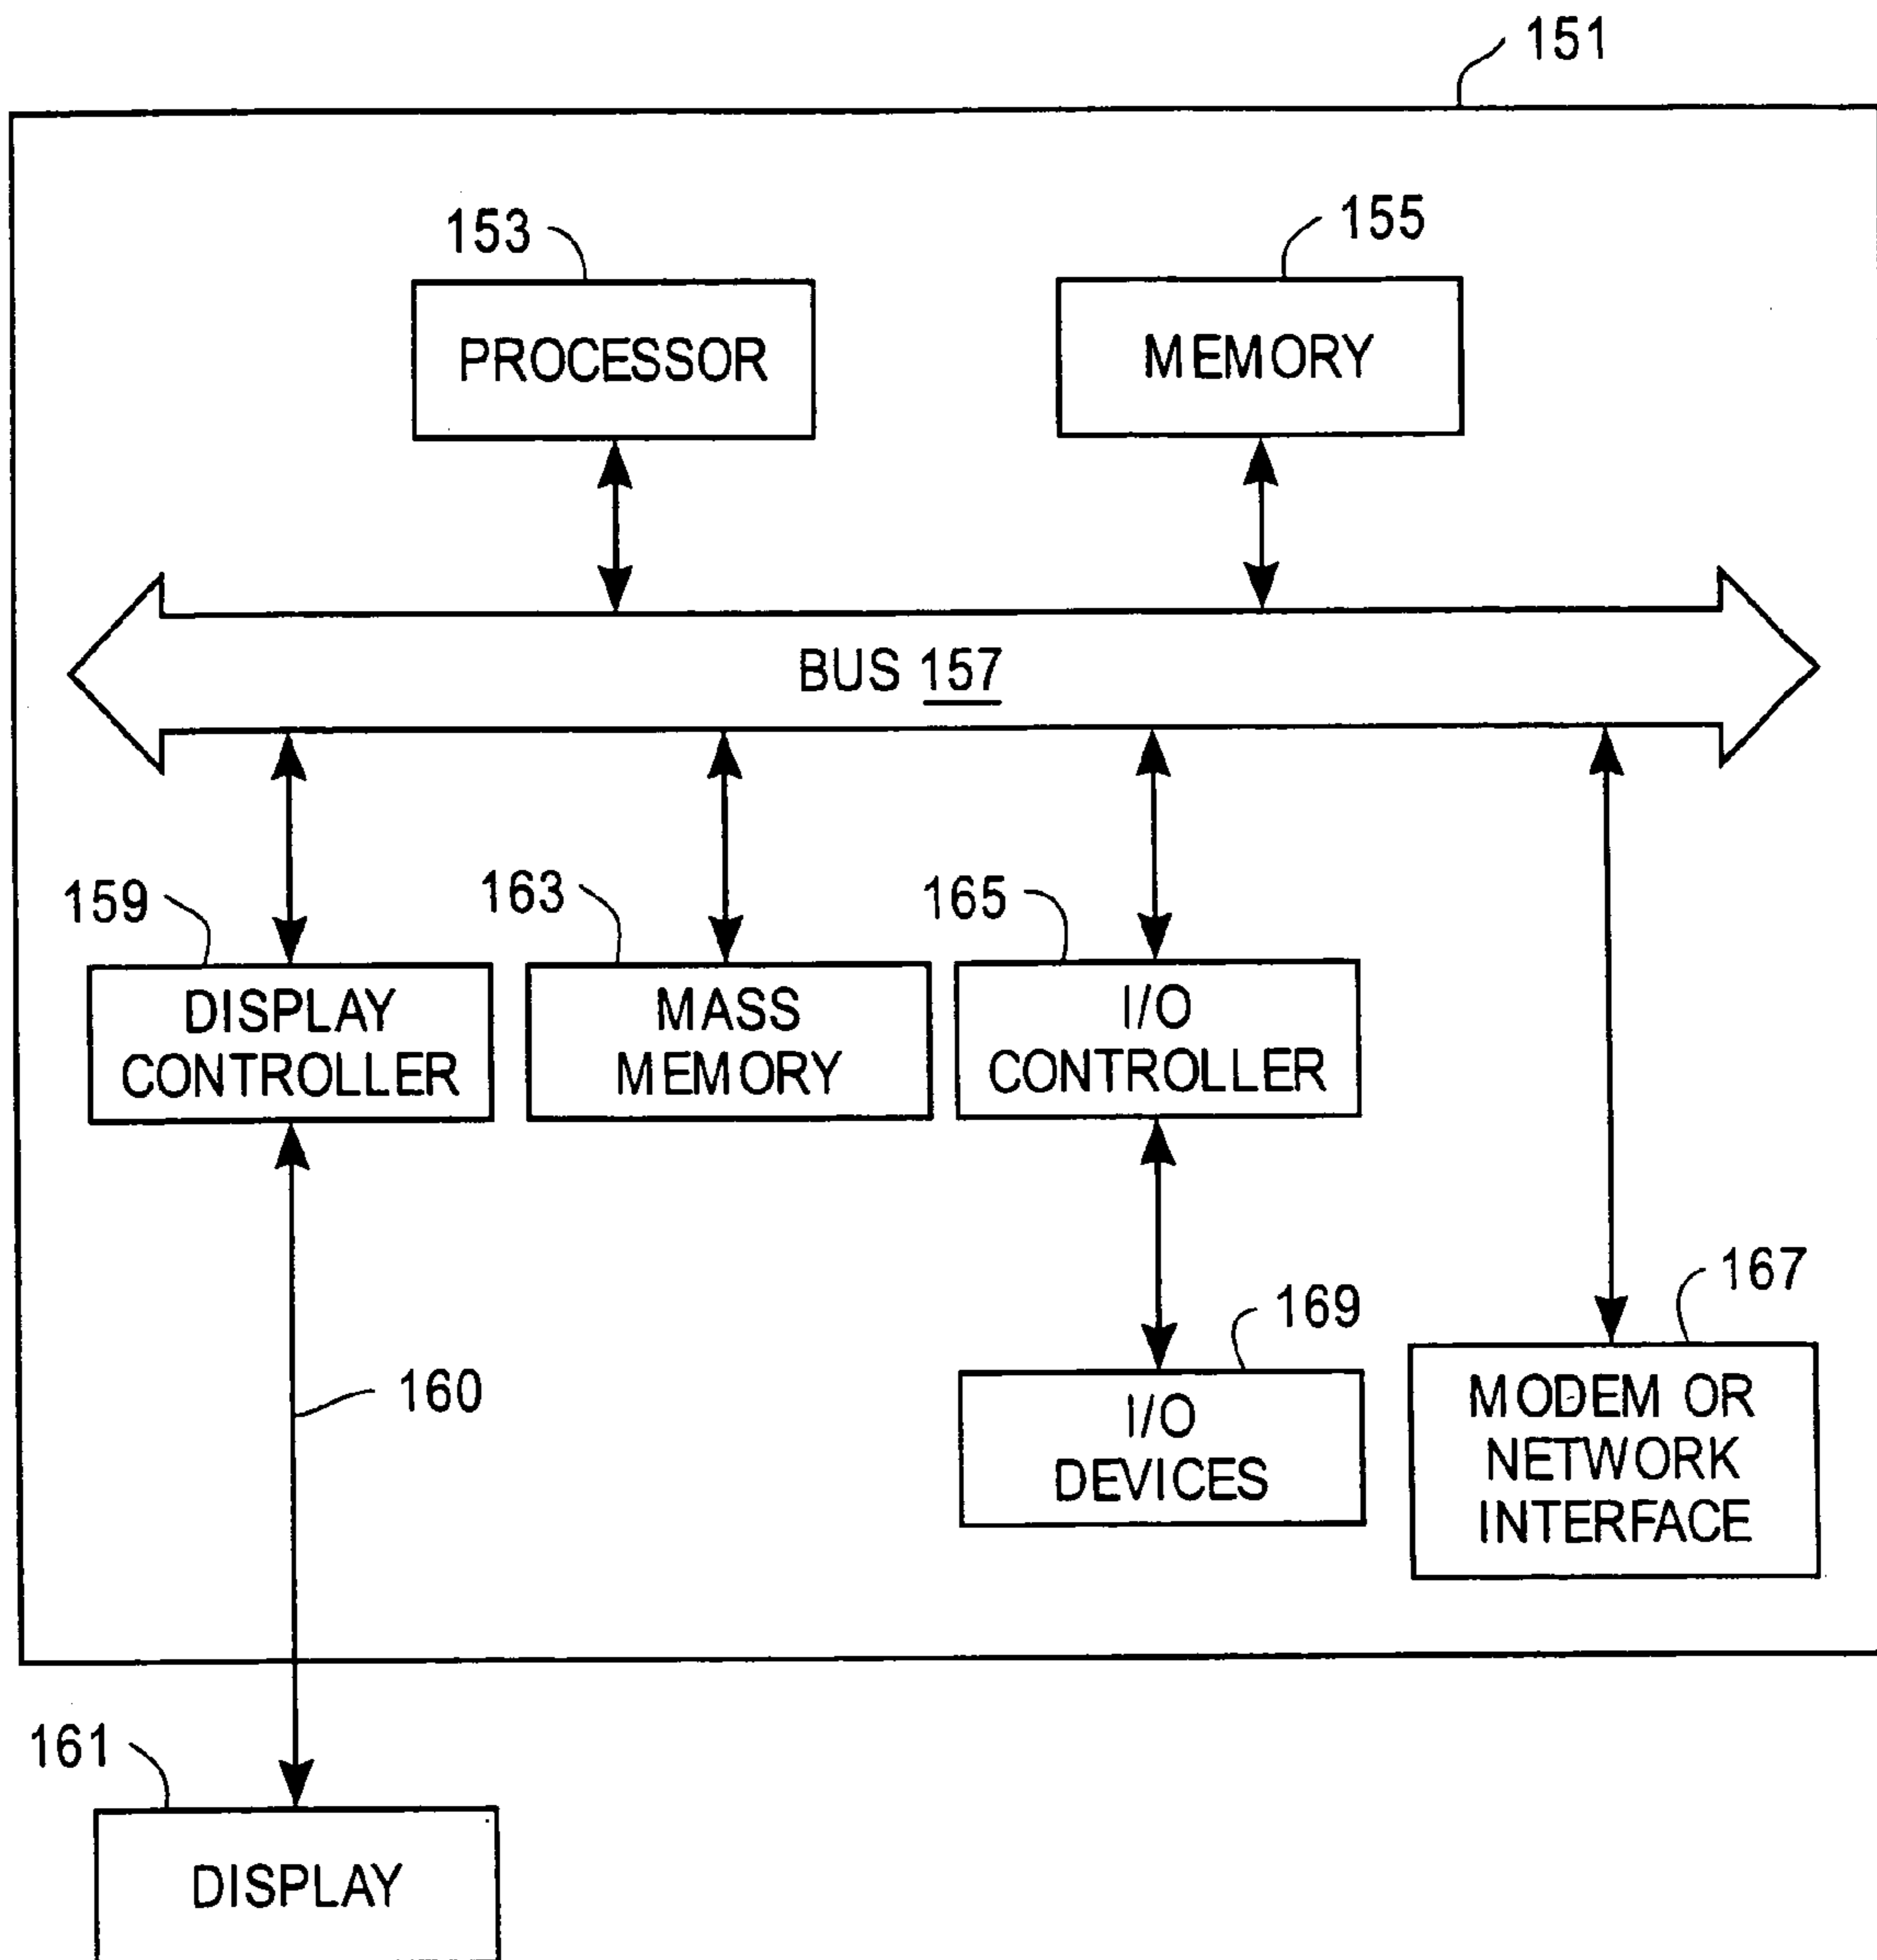 151
153
155
PROCESSOR
MEMORY
BUS 157
159
163
165
DISPLAY
CONTROLLER
MASS
MEMORY
I/O
CONTROLLER
167
169
160
I/O
DEVICES
MODEM OR
NETWORK
INTERFACE
161
DISPLAY